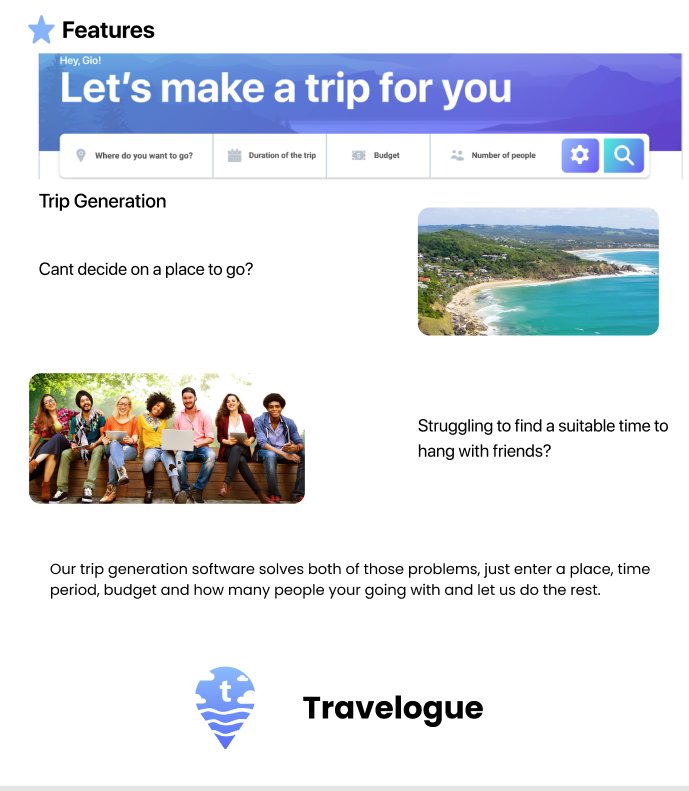 Features
Hey, Gio!
Let's make a trip for you
Where do you want to go? Duration of the trip Budget Number of people
Trip Generation
Cant decide on a place to go?
Struggling to find a suitable time to
hang with friends?
Our trip generation software solves both of those problems, just enter a place, time
period, budget and how many people your going with and let us do the rest.
t
Travelogue